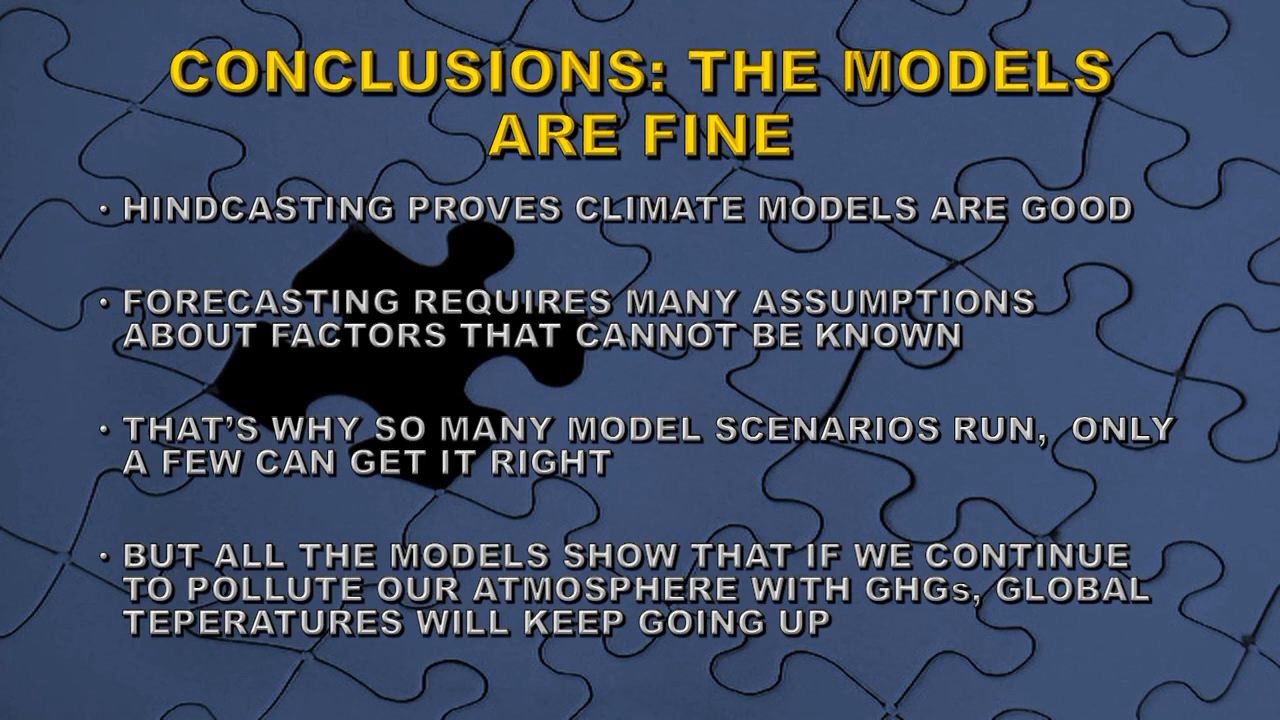 CONCLUSIONS: THE MODELS
ARE FINE
• HINDCASTING PROVES CLIMATE MODELS ARE GOOD
• FORECASTING REQUIRES MANY ASSUMPTIONS
ABOUT FACTORS THAT CANNOT BE KNOWN
• THAT'S WHY SO MANY MODEL SCENARIOS RUN, ONLY
A FEW CAN GET IT RIGHT
• BUT ALL THE MODELS SHOW THAT IF WE CONTINUE
TO POLLUTE OUR ATMOSPHERE WITH GHGs, GLOBAL
TEPERATURES WILL KEEP GOING UP